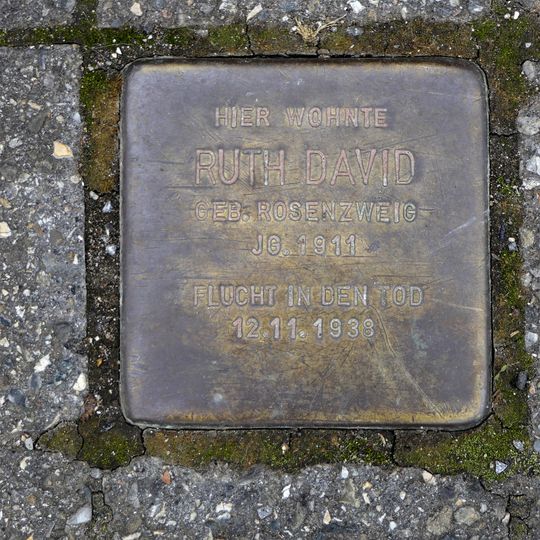 HIER WOHNTE
RUTH DAVID
GEB. ROSENZWEIG
JG. 1911
FLUCHT IN DEN TOD
12.11.1938